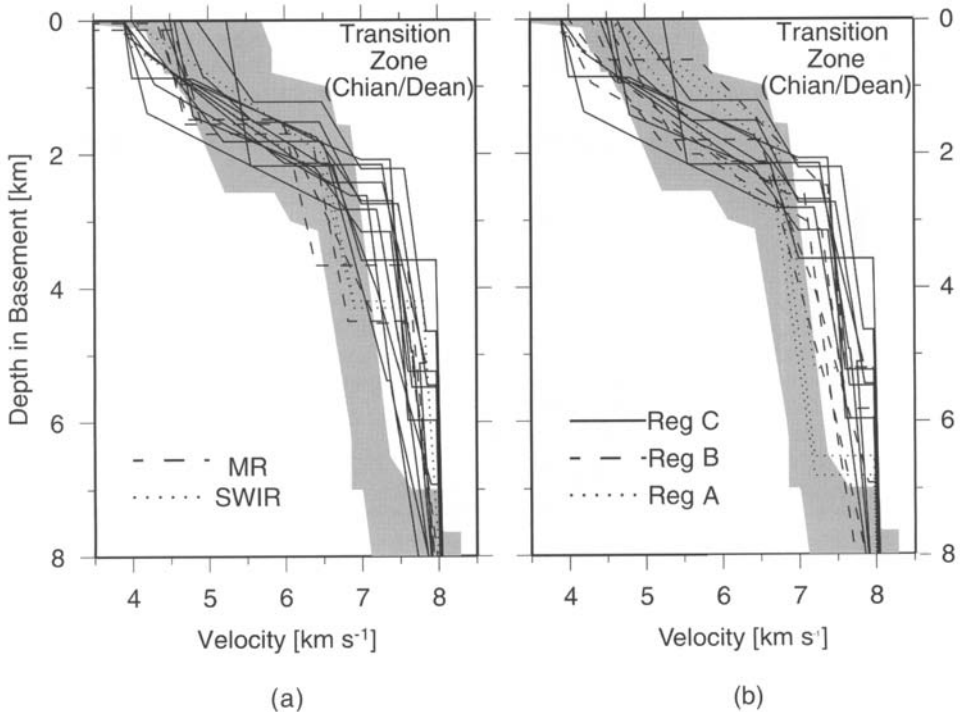 Transition
Zone
(Chian/Dean)
0
2
4
6
8
Depth in Basement [km]
MR
SWIR
4 5 6 7 8
Velocity [km s-1]
(a)
Transition
Zone
(Chian/Dean)
0
2
4
6
8
Reg C
Reg B
Reg A
4 5 6 7 8
Velocity [km s
(b)